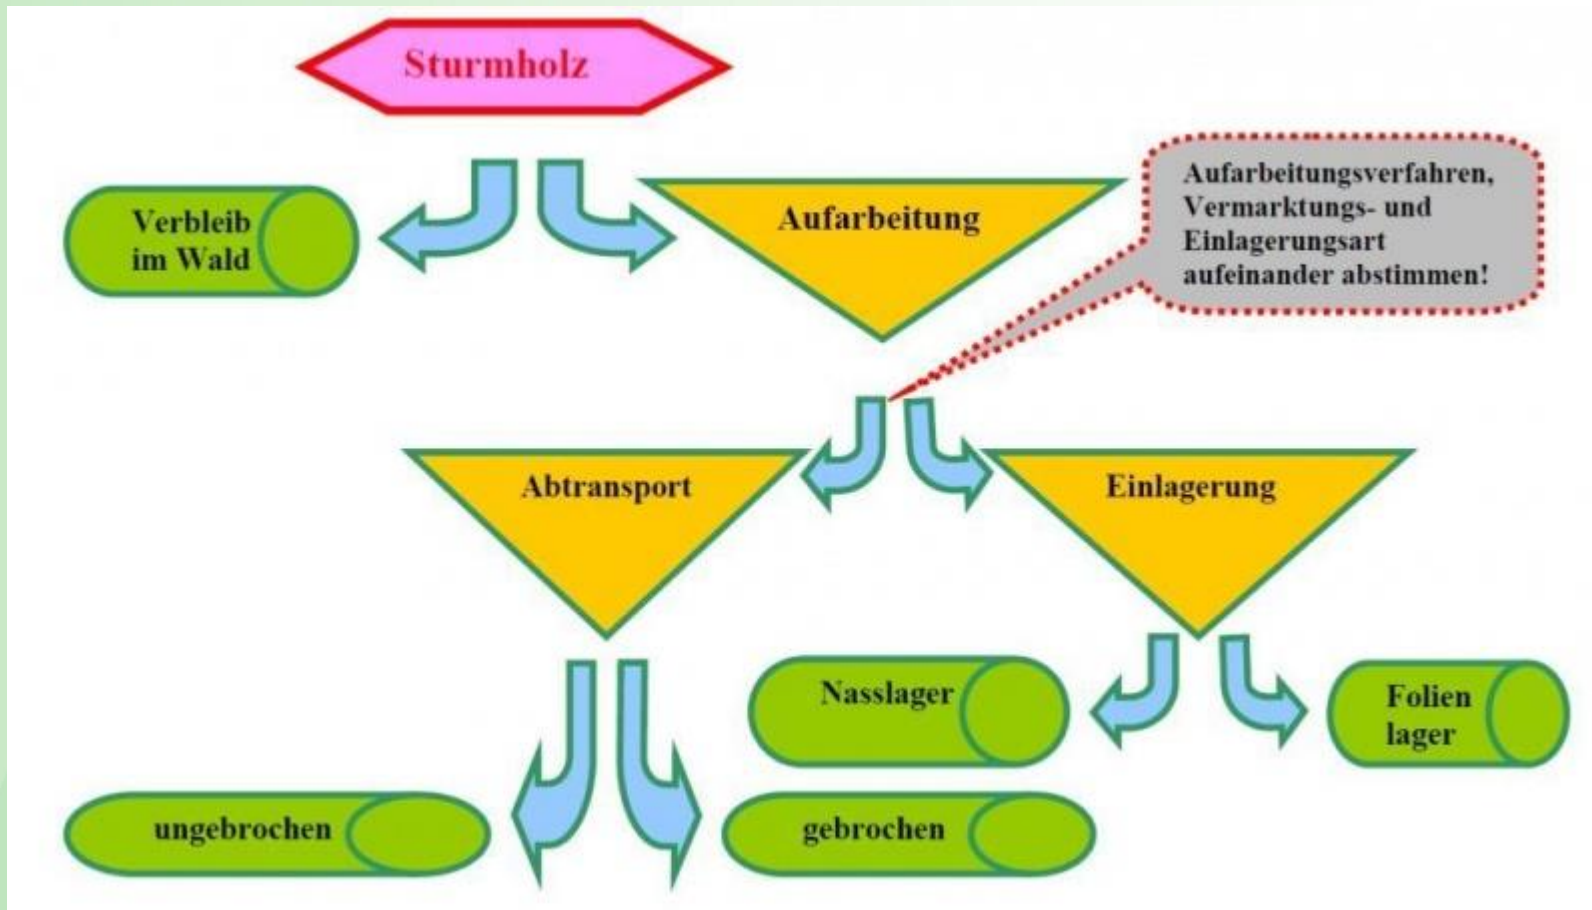 Sturmholz
Verbleib
im Wald
Aufarbeitung
Aufarbeitungsverfahren,
Vermarktungs- und
Einlagerungsart
aufeinander abstimmen!
Abtransport
Einlagerung
Nasslager
Folien
lager
ungebrochen
gebrochen